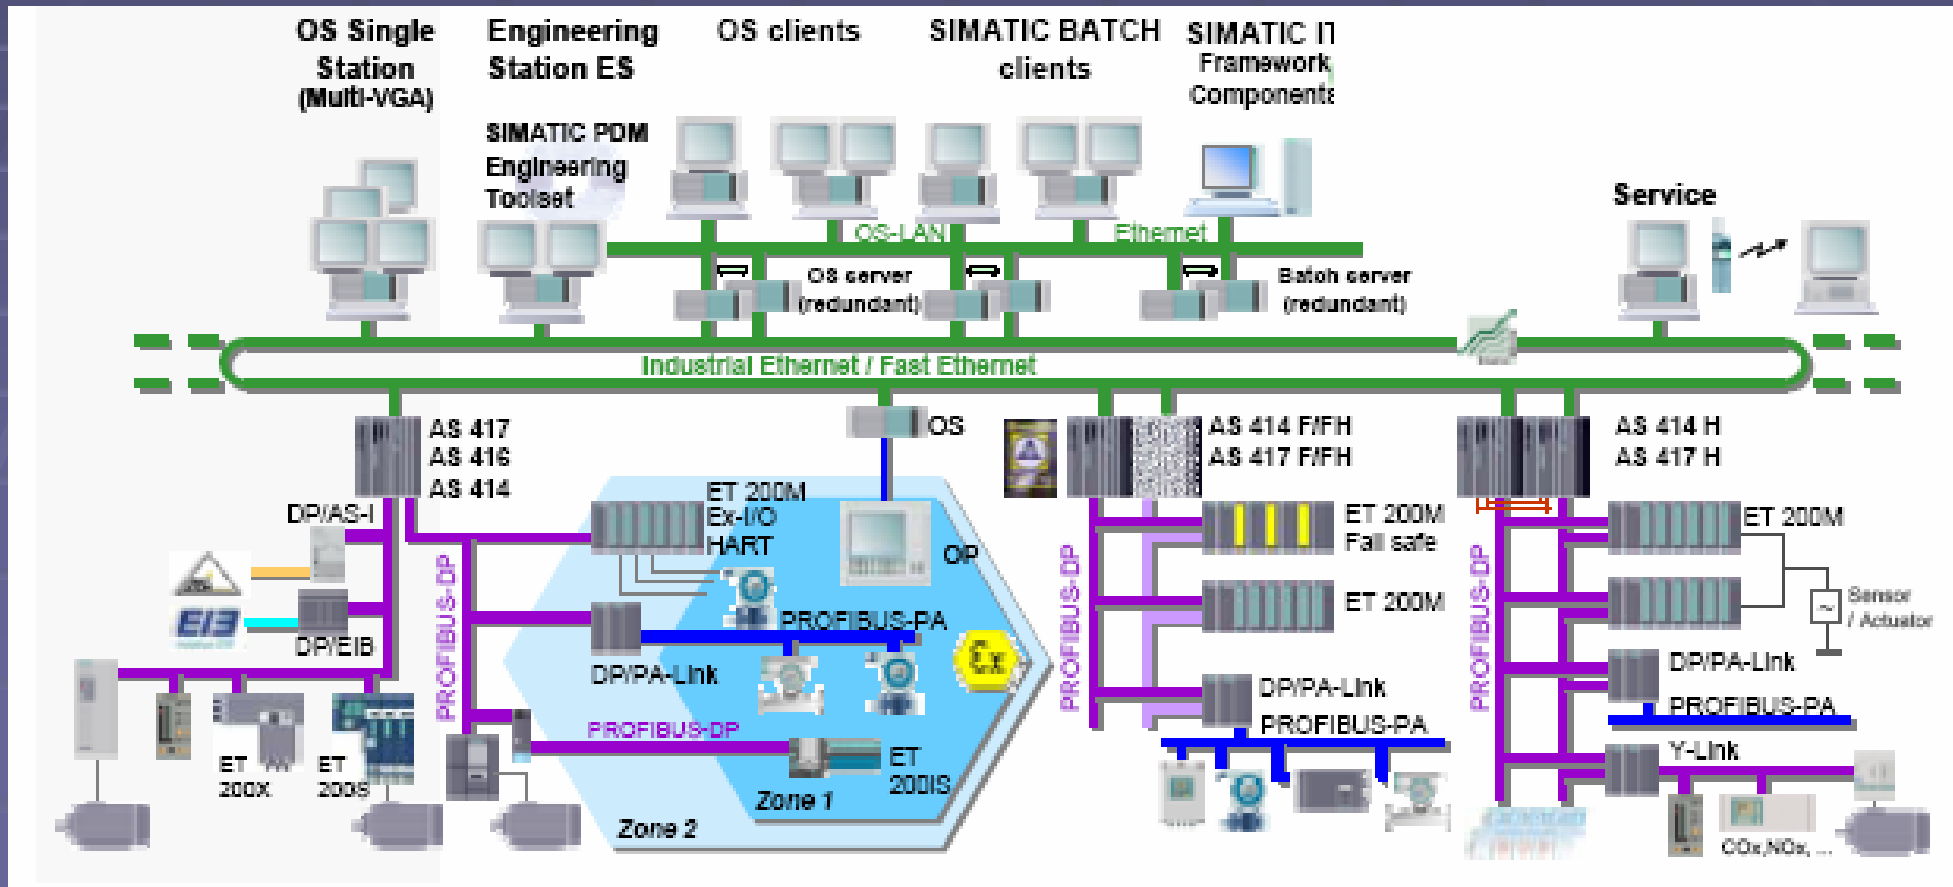 OS Single
Station
(Multi-VGA)
Engineering
Station ES
SIMATIC PDM
Engineering
Toolset
OS clients
SIMATIC BATCH
clients
SIMATIC IT
Framework
Components
Service
OS-LAN
Ethernet
OS server
(redundant)
Batch server
(redundant)
Industrial Ethernet / Fast Ethernet
AS 417
AS 416
AS 414
OS
AS 414 F/FH
AS 417 F/FH
AS 414 H
AS 417 H
DP/AS-I
DP/EIB
EIB
ET
200X
ET
200S
PROFIBUS-DP
ET 200M
Ex-I/O
HART
OP
PROFIBUS-PA
DP/PA-Link
Ex
PROFIBUS-DP
ET
200IS
Zone 1
Zone 2
PROFIBUS-DP
ET 200M
Fail safe
ET 200M
DP/PA-Link
PROFIBUS-PA
PROFIBUS-DP
ET 200M
Sensor
/ Actuator
DP/PA-Link
PROFIBUS-PA
Y-Link
COx,NOx, ...